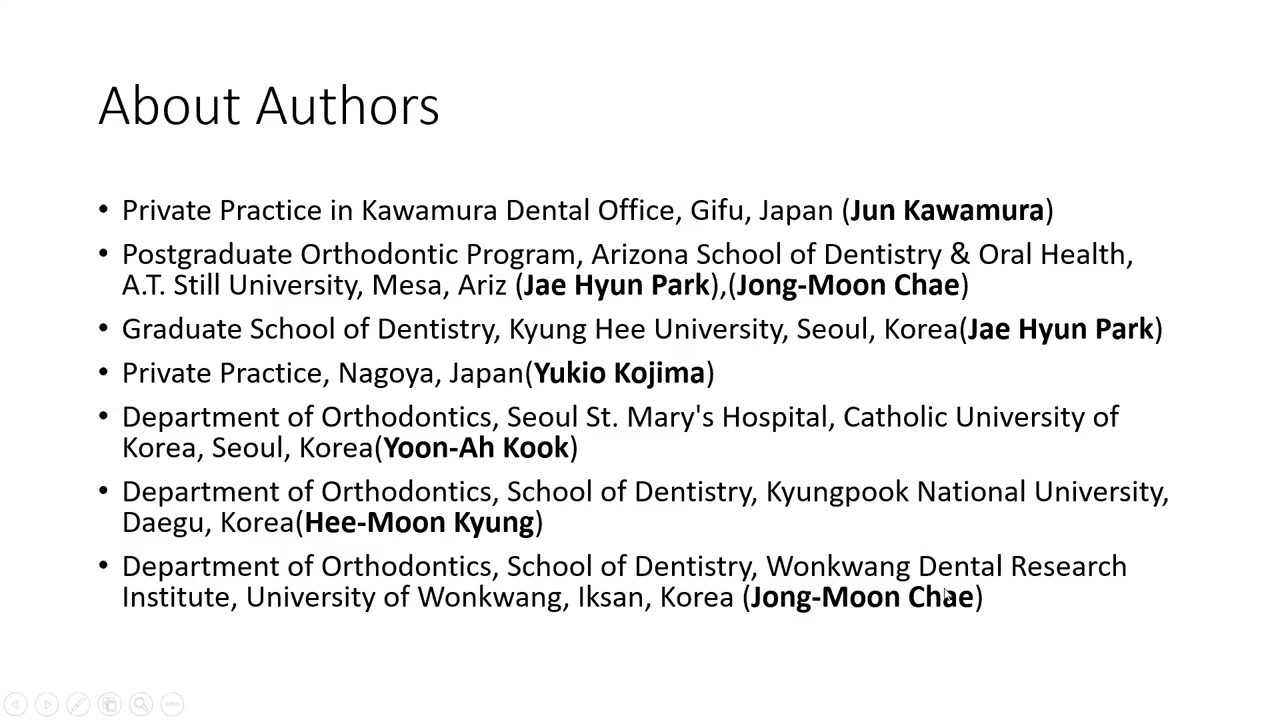 About Authors
• Private Practice in Kawamura Dental Office, Gifu, Japan (Jun Kawamura)
• Postgraduate Orthodontic Program, Arizona School of Dentistry & Oral Health,
A.T. Still University, Mesa, Ariz (Jae Hyun Park),(Jong-Moon Chae)
• Graduate School of Dentistry, Kyung Hee University, Seoul, Korea(Jae Hyun Park)
• Private Practice, Nagoya, Japan(Yukio Kojima)
• Department of Orthodontics, Seoul St. Mary's Hospital, Catholic University of
Korea, Seoul, Korea(Yoon-Ah Kook)
• Department of Orthodontics, School of Dentistry, Kyungpook National University,
Daegu, Korea(Hee-Moon Kyung)
• Department of Orthodontics, School of Dentistry, Wonkwang Dental Research
Institute, University of Wonkwang, Iksan, Korea (Jong-Moon Chae)